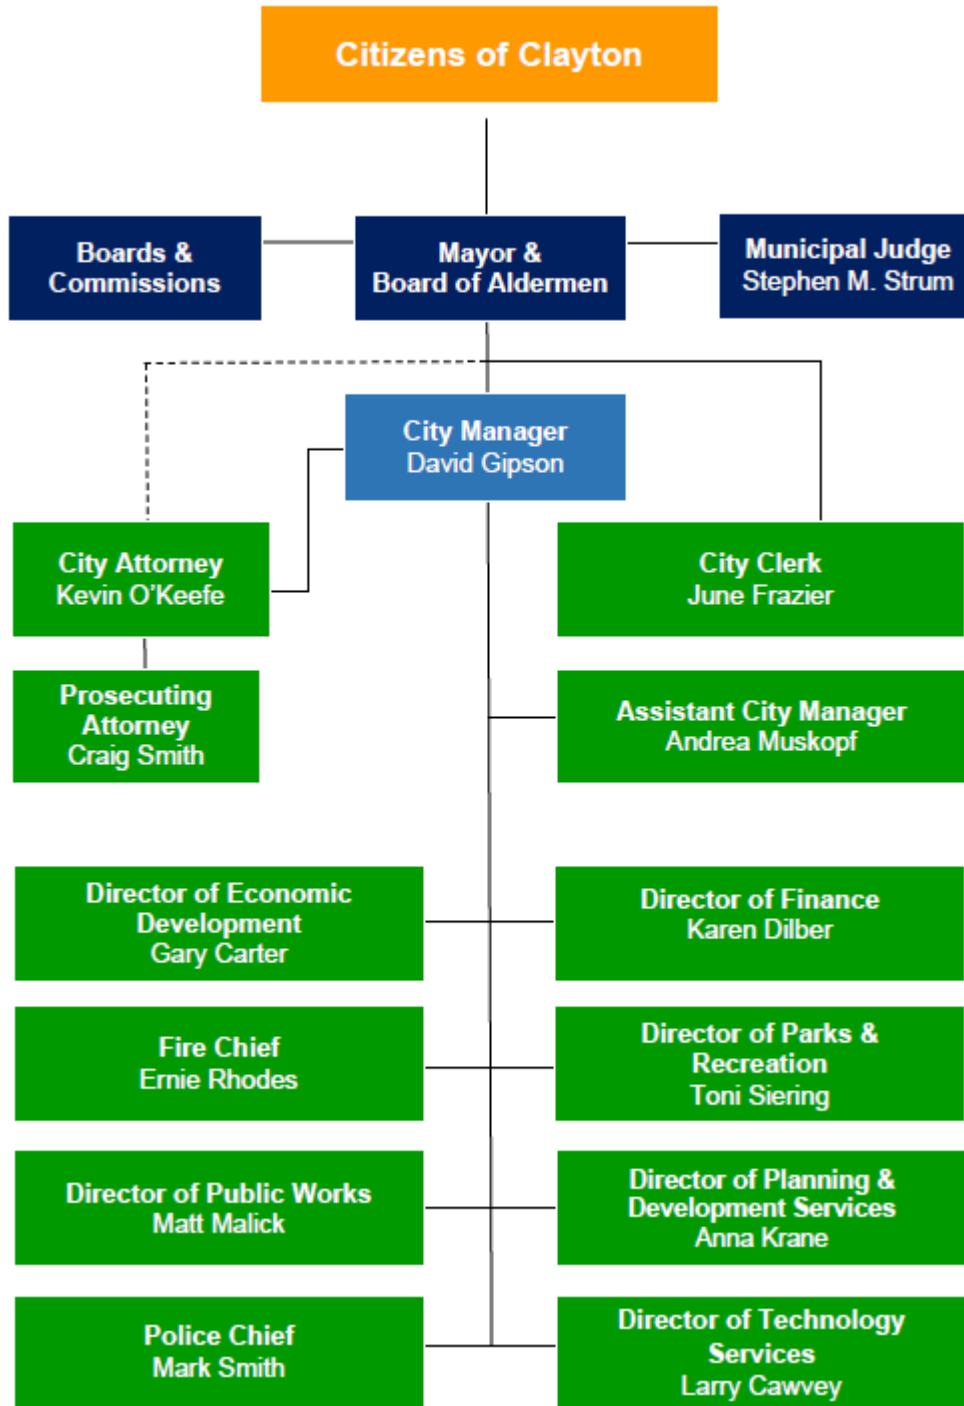 Citizens of Clayton
Boards &
Commissions
Mayor &
Board of Aldermen
Municipal Judge
Stephen M. Strum
City Manager
David Gipson
City Attorney
Kevin O'Keefe
City Clerk
June Frazier
Prosecuting
Attorney
Craig Smith
Assistant City Manager
Andrea Muskopf
Director of Economic
Development
Gary Carter
Director of Finance
Karen Dilber
Fire Chief
Ernie Rhodes
Director of Parks &
Recreation
Toni Siering
Director of Public Works
Matt Malick
Director of Planning &
Development Services
Anna Krane
Police Chief
Mark Smith
Director of Technology
Services
Larry Cawvey